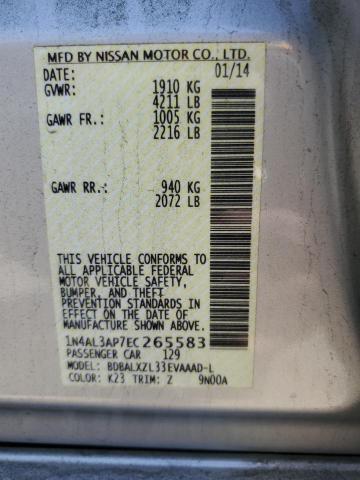 MFD BY NISSAN MOTOR CO., LTD.
DATE: 01/14
GVWR: 1910 KG
4211 LB
GAWR FR: 1005 KG
2216 LB
GAWR RR: 940 KG
2072 LB
THIS VEHICLE CONFORMS TO
ALL APPLICABLE FEDERAL
MOTOR VEHICLE SAFETY,
BUMPER, AND THEFT
PREVENTION STANDARDS IN
EFFECT ON THE DATE OF
MANUFACTURE SHOWN ABOVE.
1N4AL3AP7EC265583
PASSENGER CAR 129
MODEL: BDBALXZL33EVAAAD-L
COLOR: K23 TRIM: Z 9N00A